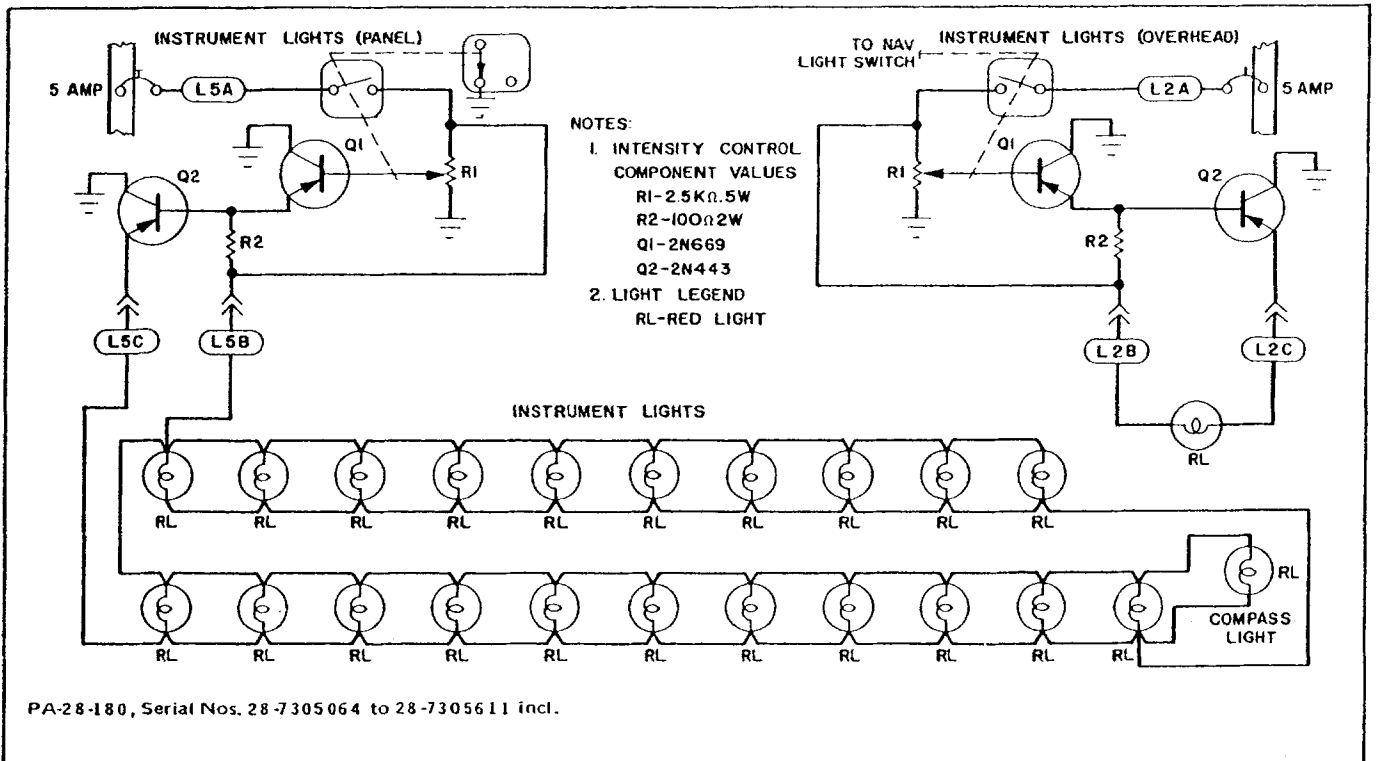 INSTRUMENT LIGHTS (PANEL)
5 AMP
L5A
Q1
Q2
R1
R2
L5C
L5B
NOTES:
1. INTENSITY CONTROL
COMPONENT VALUES
R1-2.5KΩ.5W
R2-100Ω2W
Q1-2N669
Q2-2N443
2. LIGHT LEGEND
RL-RED LIGHT
TO NAV
LIGHT SWITCH
INSTRUMENT LIGHTS (OVERHEAD)
L2A
5 AMP
Q1
R1
Q2
R2
L2B
L2C
RL
INSTRUMENT LIGHTS
RL RL RL RL RL RL RL RL RL RL
RL
COMPASS
LIGHT
RL RL RL RL RL RL RL RL RL RL RL
PA-28-180, Serial Nos. 28-7305064 to 28-7305611 incl.